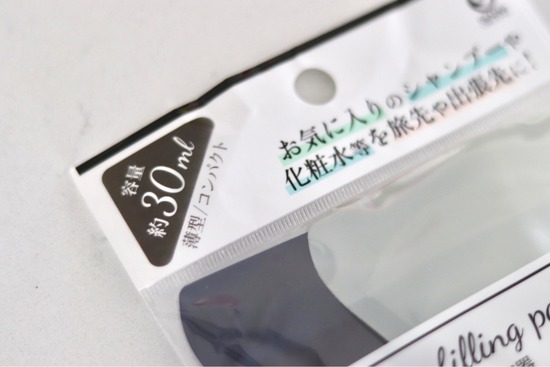 お気に入りのシャンプーや
化粧水等を旅先や出張先に!
容量
約30ml
薄型/コンパクト
filling